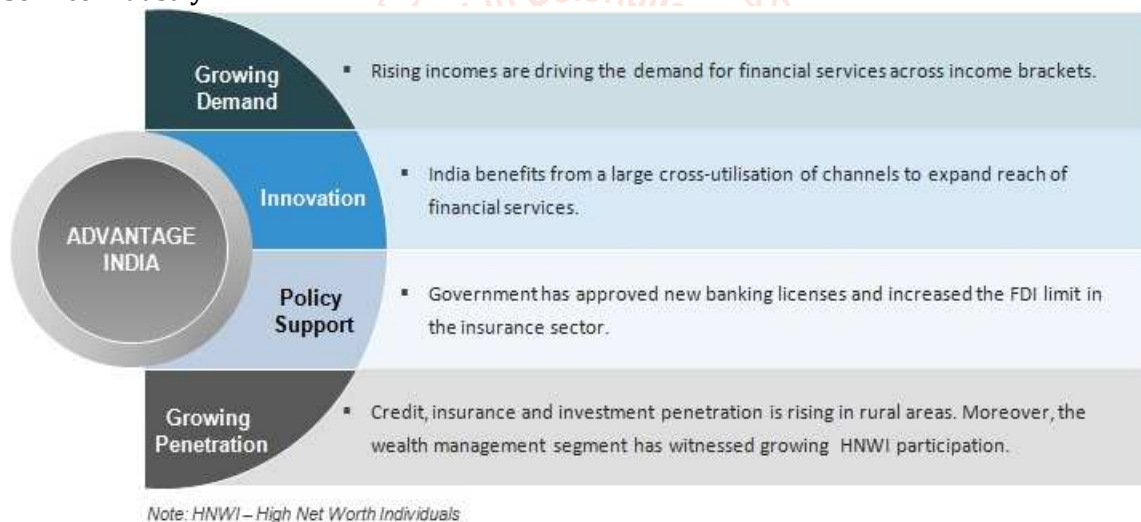 Growing
Demand
▪ Rising incomes are driving the demand for financial services across income brackets.
Innovation
▪ India benefits from a large cross-utilisation of channels to expand reach of
financial services.
ADVANTAGE
INDIA
Policy
Support
▪ Government has approved new banking licenses and increased the FDI limit in
the insurance sector.
Growing
Penetration
▪ Credit, insurance and investment penetration is rising in rural areas. Moreover, the
wealth management segment has witnessed growing HNWI participation.
Note: HNWI – High Net Worth Individuals